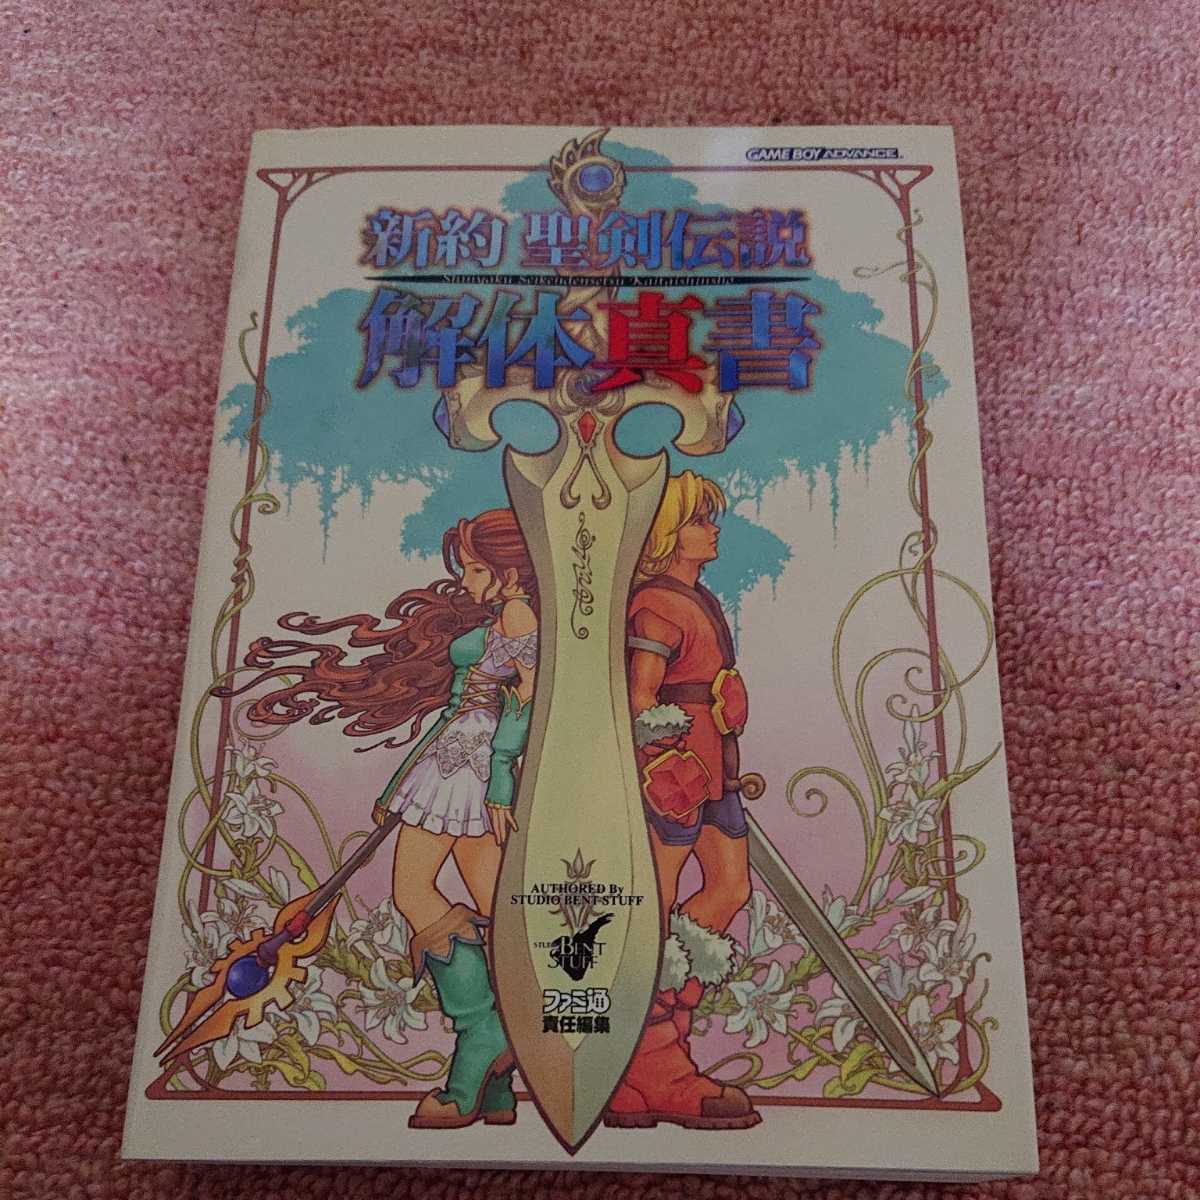 GAME BOY ADVANCE
新約 聖剣伝説
Shinyaku Seikendensetsu Kaitaishinsho
解体真書
AUTHORED By
STUDIO BENT STUFF
STUDIO BENT
STUFF
ファミ通
責任編集